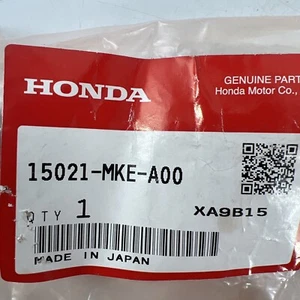 HONDA
GENUINE PART
Honda Motor Co.,
15021-MKE-A00
QTY 1
XA9B15
MADE IN JAPAN